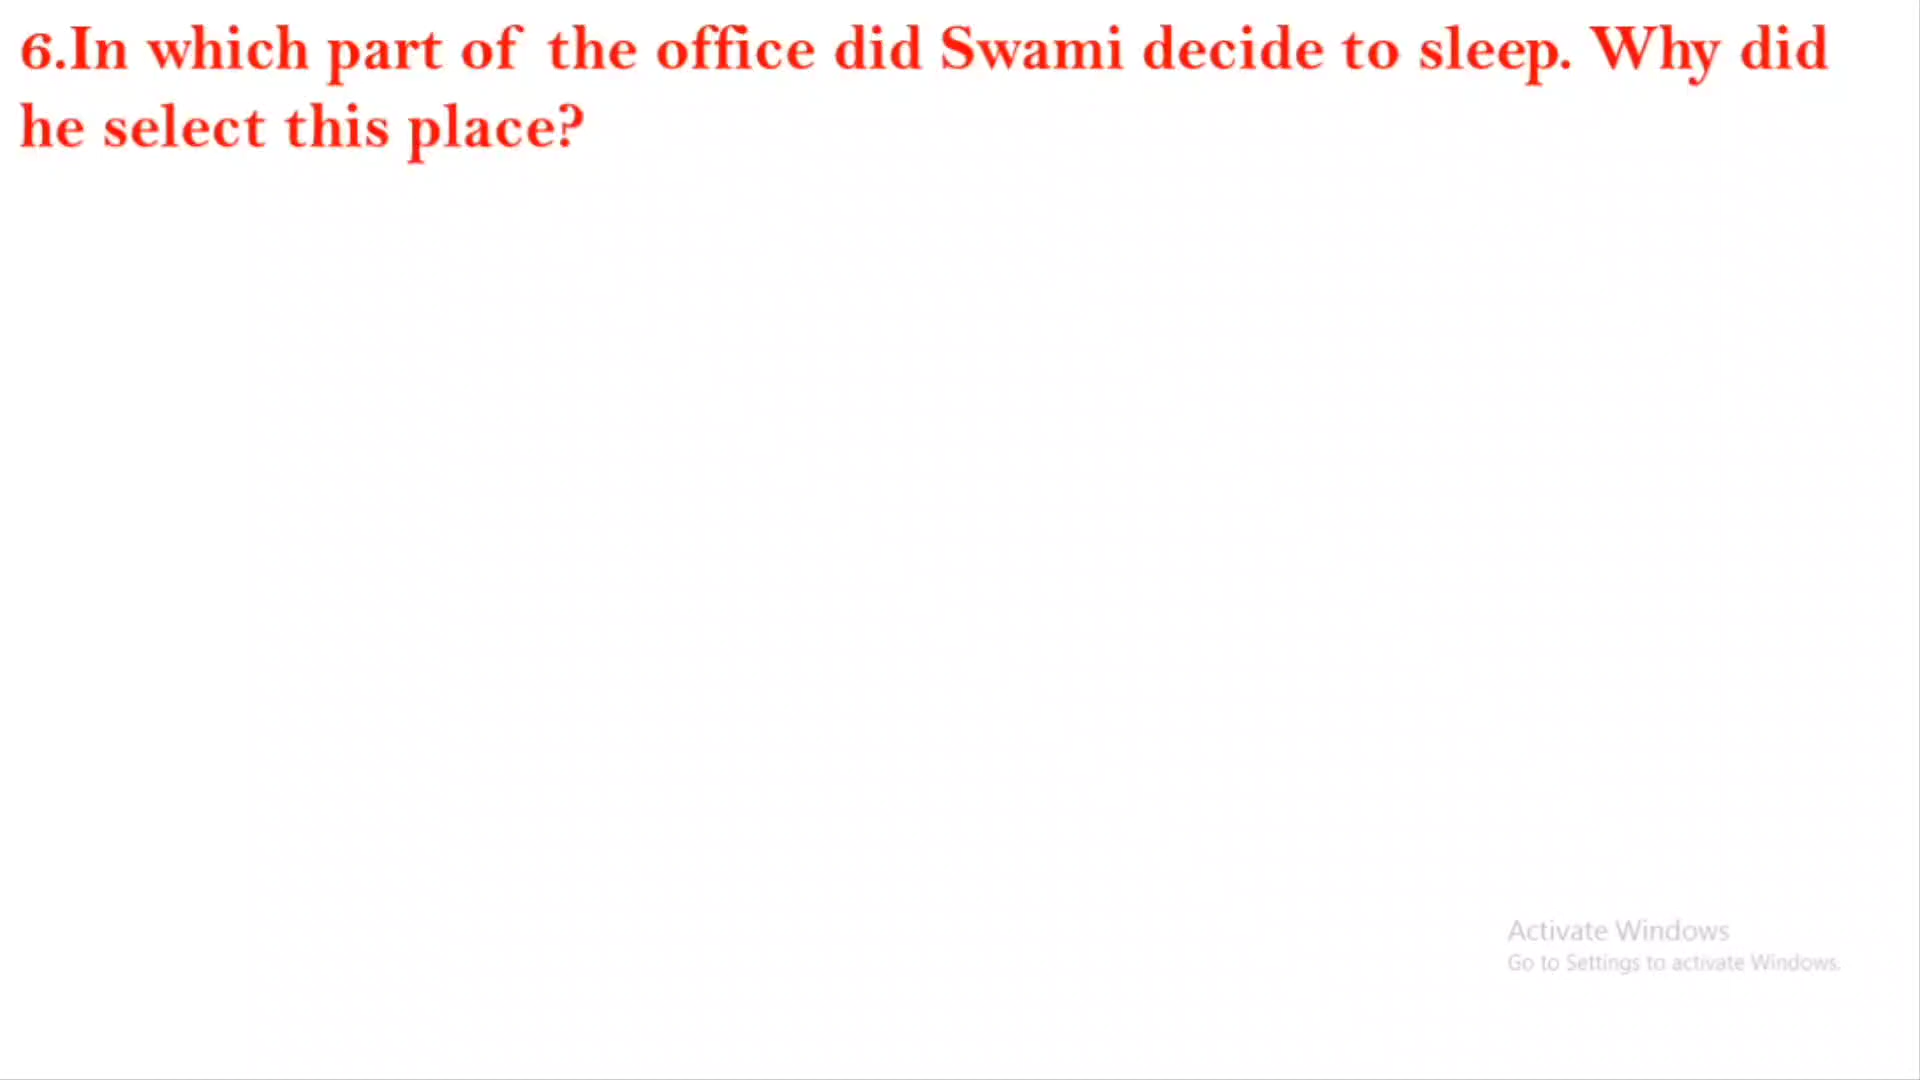 6.In which part of the office did Swami decide to sleep. Why did
he select this place?
Activate Windows
Go to Settings to activate Windows.